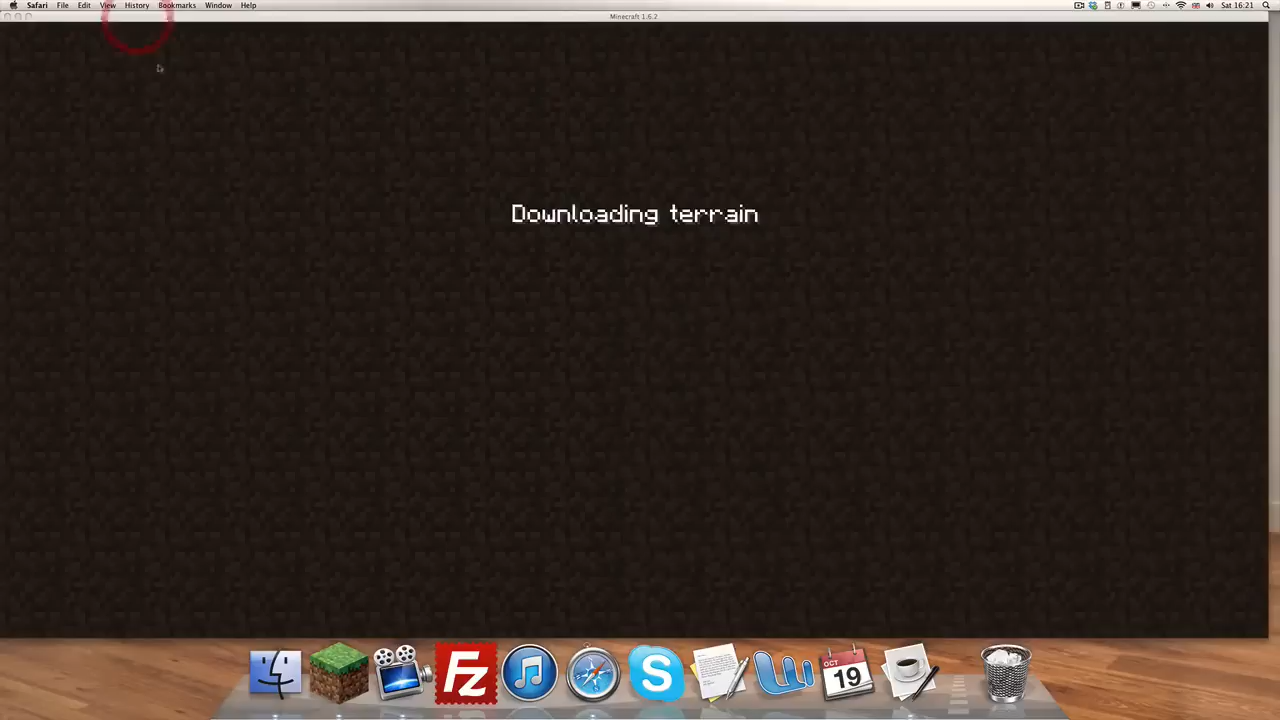 Safari File Edit View History Bookmarks Window Help Sat 16:21
Minecraft 1.6.2
Downloading terrain
Fz
S
OCT
19